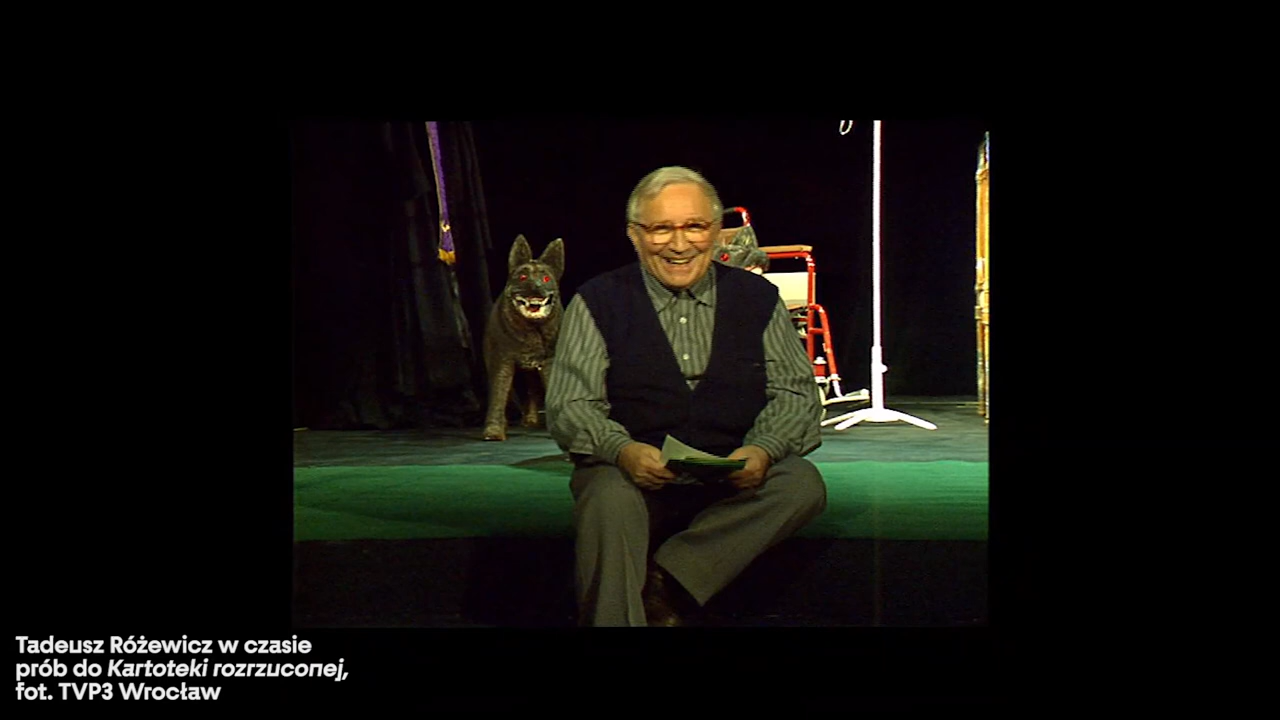 Tadeusz Różewicz w czasie
prób do Kartoteki rozrzuconej,
fot. TVP3 Wrocław